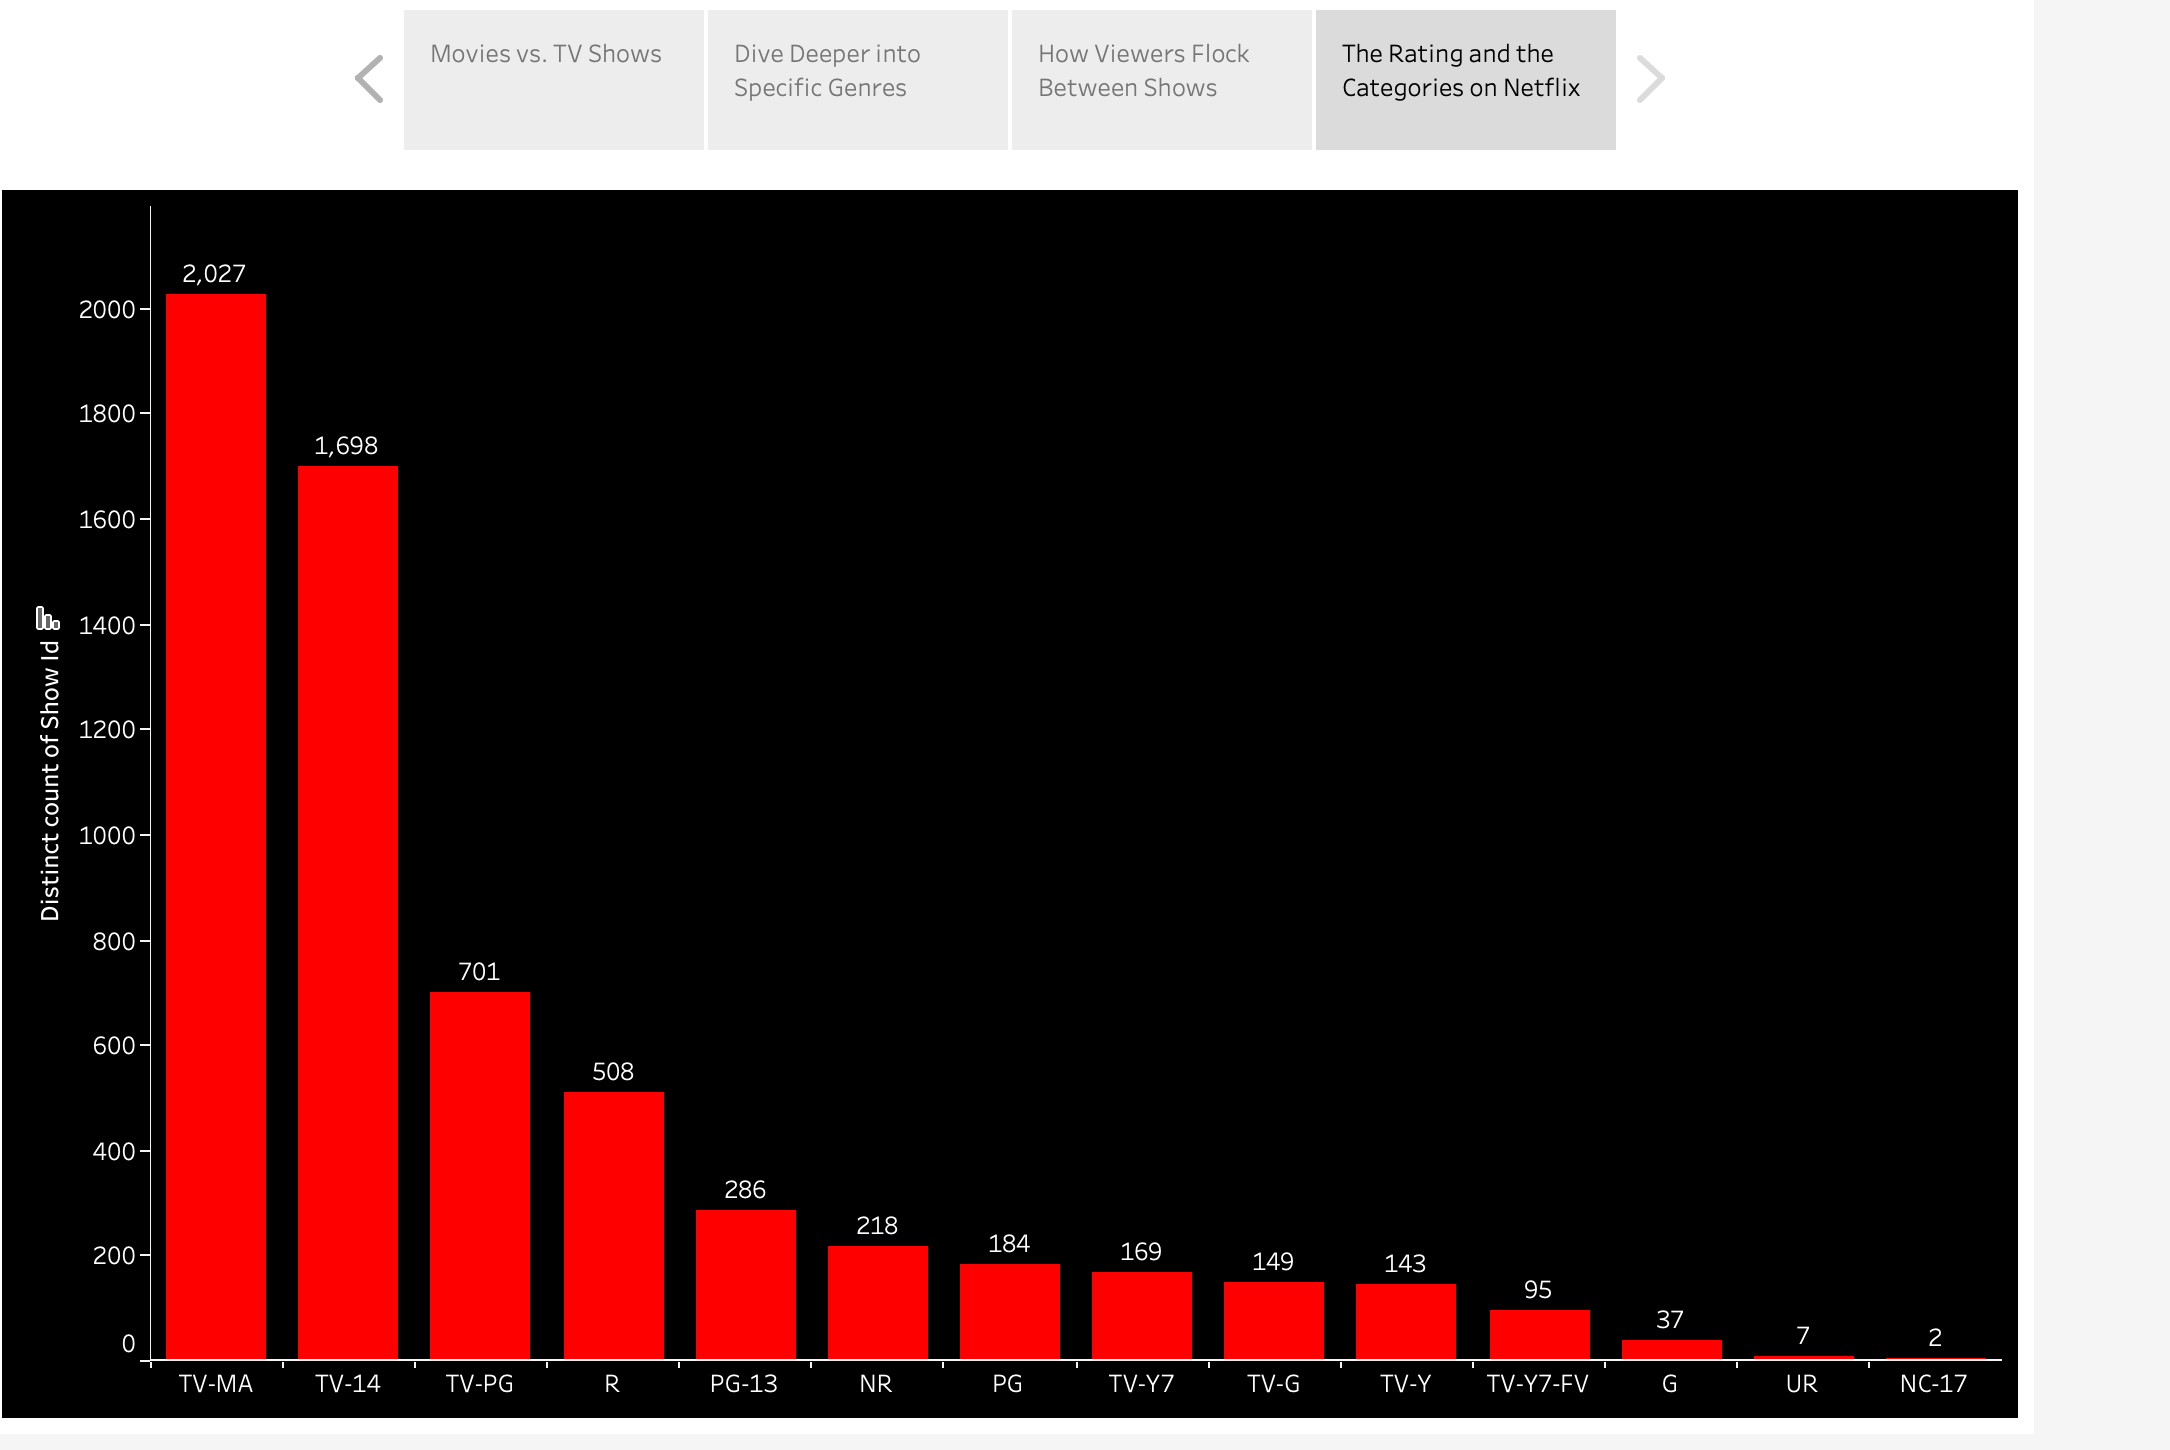 Movies vs. TV Shows
Dive Deeper into
Specific Genres
How Viewers Flock
Between Shows
The Rating and the
Categories on Netflix
Distinct count of Show Id
2000
1800
1600
1400
1200
1000
800
600
400
200
0
2,027
1,698
701
508
286
218
184
169
149
143
95
37
7
2
TV-MA
TV-14
TV-PG
R
PG-13
NR
PG
TV-Y7
TV-G
TV-Y
TV-Y7-FV
G
UR
NC-17